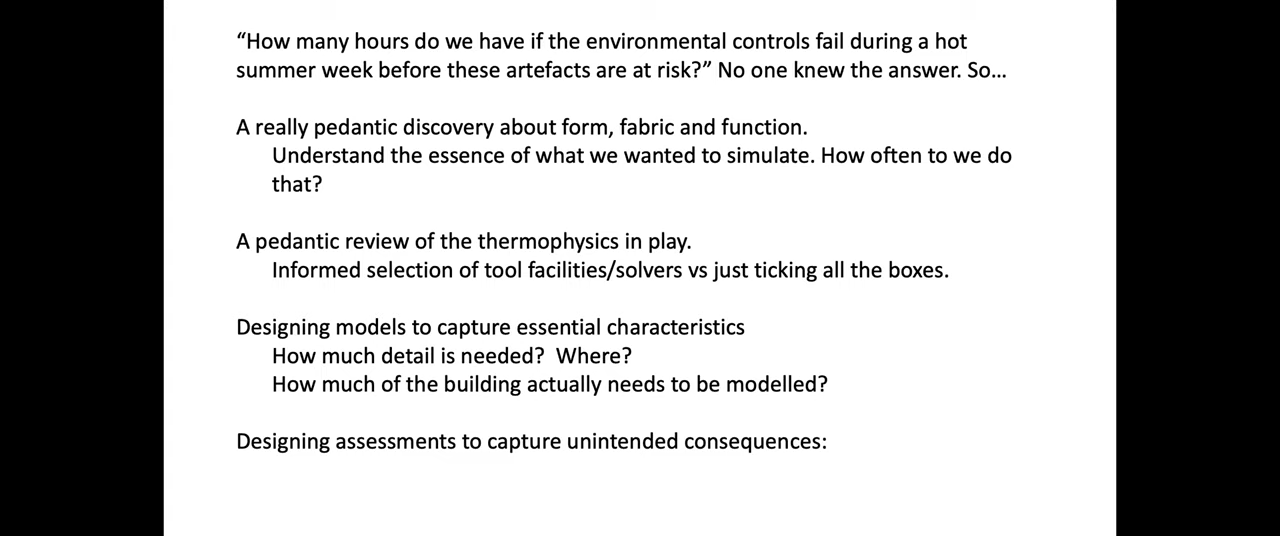 “How many hours do we have if the environmental controls fail during a hot
summer week before these artefacts are at risk?” No one knew the answer. So…
A really pedantic discovery about form, fabric and function.
Understand the essence of what we wanted to simulate. How often to we do
that?
A pedantic review of the thermophysics in play.
Informed selection of tool facilities/solvers vs just ticking all the boxes.
Designing models to capture essential characteristics
How much detail is needed?  Where?
How much of the building actually needs to be modelled?
Designing assessments to capture unintended consequences: